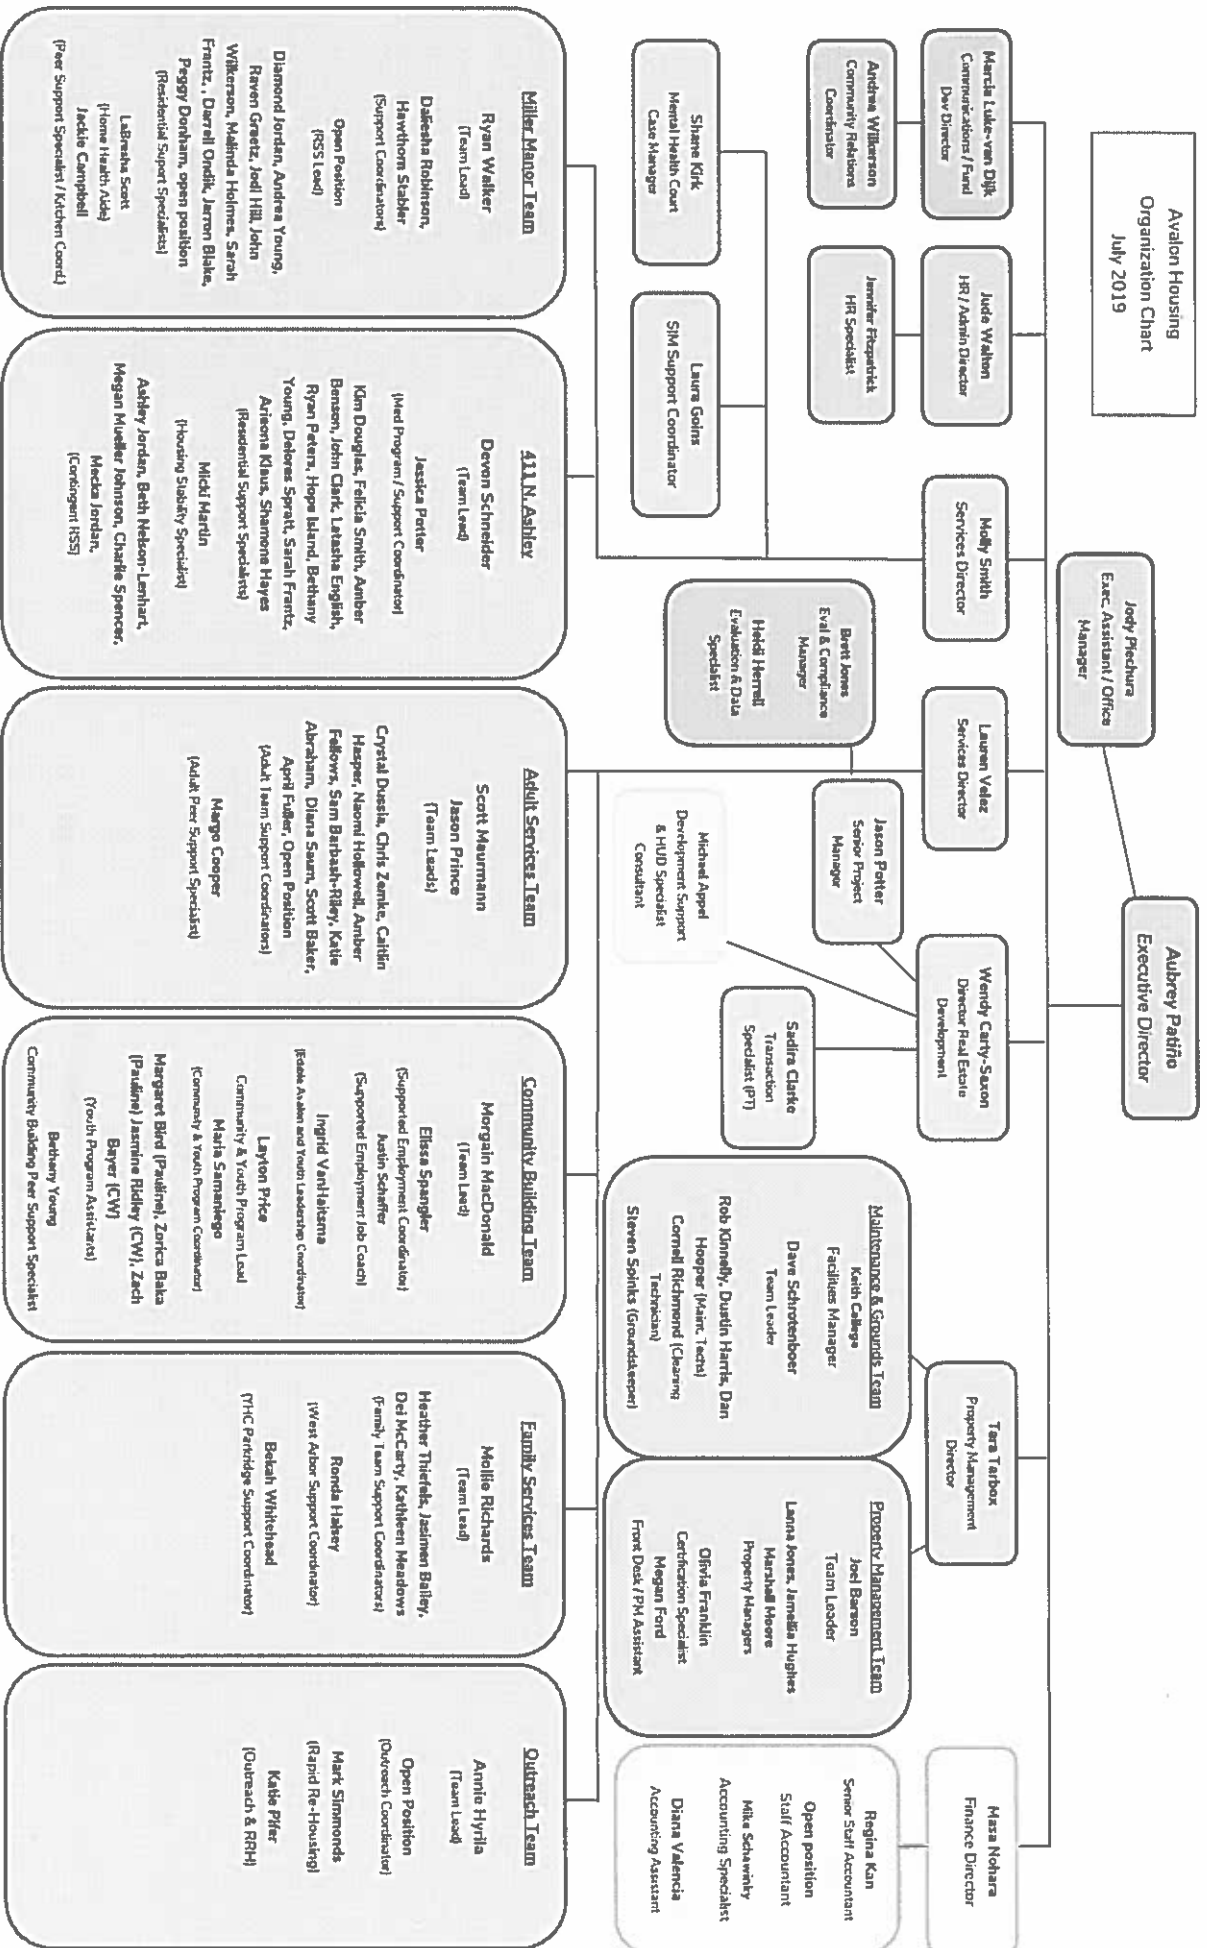 Avalon Housing
Organization Chart
July 2019
Aubrey Patiño
Executive Director
Jody Piechura
Exec. Assistant / Office
Manager
Marcia Luke-van Dijk
Communications / Fund
Dev Director
Jude Walton
HR / Admin Director
Molly Smith
Services Director
Lauren Velez
Services Director
Wendy Carty-Saxon
Director Real Estate
Development
Tara Tarbox
Property Management
Director
Masa Nohara
Finance Director
Andrea Wilkerson
Community Relations
Coordinator
Jennifer Fitzpatrick
HR Specialist
Jason Potter
Senior Project
Manager
Brett Jones
Eval & Compliance
Manager
Heidi Herrell
Evaluation & Data
Specialist
Michael Appel
Development Support
& HUD Specialist
Consultant
Sadira Clarke
Transaction
Specialist (PT)
Shane Kirk
Mental Health Court
Case Manager
Laura Goins
SIM Support Coordinator
Maintenance & Grounds Team
Keith Callega
Facilities Manager
Dave Schrotenboer
Team Leader
Rob Kinnelly, Dustin Harris, Dan
Hooper (Maint. Techs)
Cornell Richmond (Cleaning
Technician)
Steven Spinks (Groundskeeper)
Property Management Team
Joel Barson
Team Leader
Lanna Jones, Jamellia Hughes
Marshall Moore
Property Managers
Olivia Franklin
Certification Specialist
Megan Ford
Front Desk / PM Assistant
Regina Kan
Senior Staff Accountant
Open position
Staff Accountant
Mike Schawinky
Accounting Specialist
Diana Valencia
Accounting Assistant
Miller Manor Team
Ryan Walker
(Team Lead)
Daliesha Robinson,
Hawthorn Stabler
(Support Coordinators)
Open Position
(RSS Lead)
Diamond Jordan, Andrea Young,
Raven Graetz, Jodi Hill, John
Wilkerson, Malinda Holmes, Sarah
Frantz, , Darrell Ondik, Jarron Blake,
Peggy Donham, open position
(Residential Suport Specialists)
LaBresha Scott
(Home Health Aide)
Jackie Campbell
(Peer Support Specialist / Kitchen Coord.)
411 N. Ashley
Devon Schneider
(Team Lead)
Jessica Potter
(Med Program / Support Coordinator)
Kim Douglas, Felicia Smith, Amber
Benson, John Clark, Latasha English,
Ryan Peters, Hope Island, Bethany
Young, Delores Spratt, Sarah Frantz,
Arieona Klaus, Shamone Hayes
(Residential Support Specialists)
Micki Martin
(Housing Stability Specialist)
Ashley Jordan, Beth Nelson-Lenhart,
Megan Mueller Johnson, Charlie Spencer,
Mecka Jordan,
(Contingent RSS)
Adult Services Team
Scott Maurmann
Jason Prince
(Team Leads)
Crystal Dussia, Chris Zemke, Caitlin
Hasper, Naomi Hollowell, Amber
Fellows, Sam Barbash-Riley, Katie
Abraham, Diana Saum, Scott Baker,
April Fuller, Open Position
(Adult Team Support Coordinators)
Margo Cooper
(Adult Peer Support Specialist)
Community Building Team
Morgain MacDonald
(Team Lead)
Elissa Spangler
(Supported Employment Coordinator)
Justin Schaffer
(Supported Employment Job Coach)
Ingrid VanHaitsma
(Edible Avalon and Youth Leadership Coordinator)
Layton Price
Community & Youth Program Lead
Maria Samaniego
(Community & Youth Program Coordinator)
Margaret Bird (Pauline), Zorica Baka
(Pauline) Jasmine Ridley (CW), Zach
Bayer (CW)
(Youth Program Assistants)
Bethany Young
Community Building Peer Support Specialist
Family Services Team
Mollie Richards
(Team Lead)
Heather Thiefels, Jasimen Bailey,
Dei McCarty, Kathleen Meadows
(Family Team Support Coordinators)
Ronda Halsey
(West Arbor Support Coordinator)
Bekah Whitehead
(YHC Parkridge Support Coordinator)
Outreach Team
Annie Hyrila
(Team Lead)
Open Position
(Outreach Coordinator)
Mark Simmonds
(Rapid Re-Housing)
Katie Pifer
(Outreach & RRH)